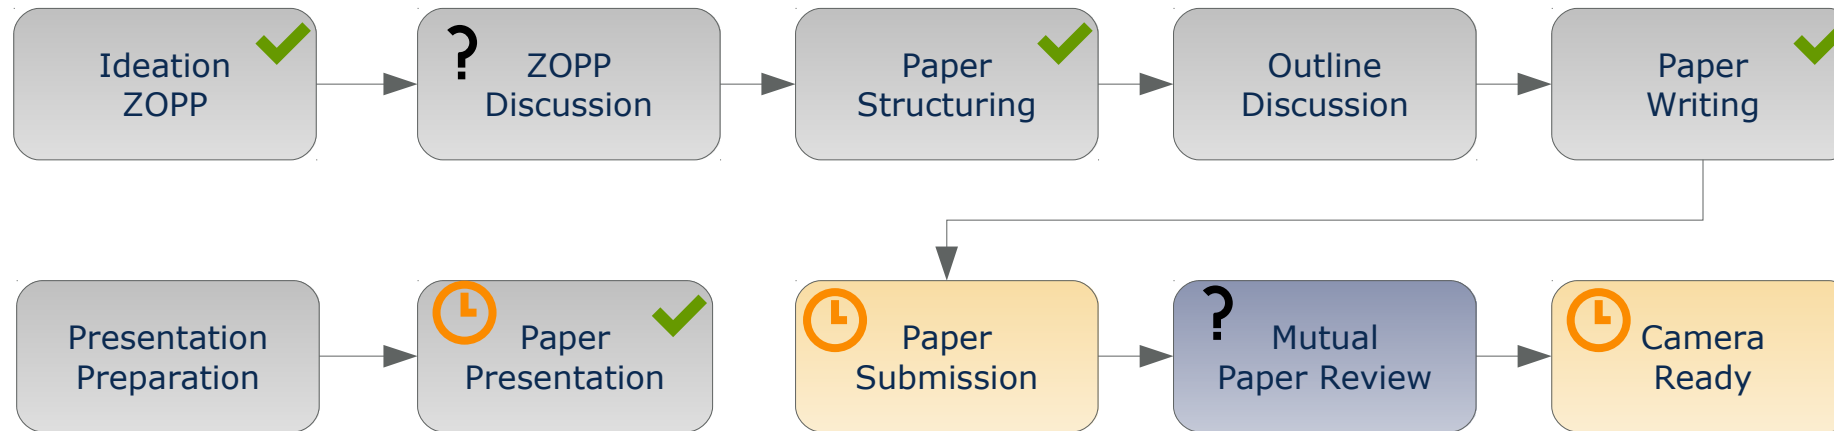 Ideation
ZOPP
?
ZOPP
Discussion
Paper
Structuring
Outline
Discussion
Paper
Writing
Presentation
Preparation
Paper
Presentation
Paper
Submission
?
Mutual
Paper Review
Camera
Ready